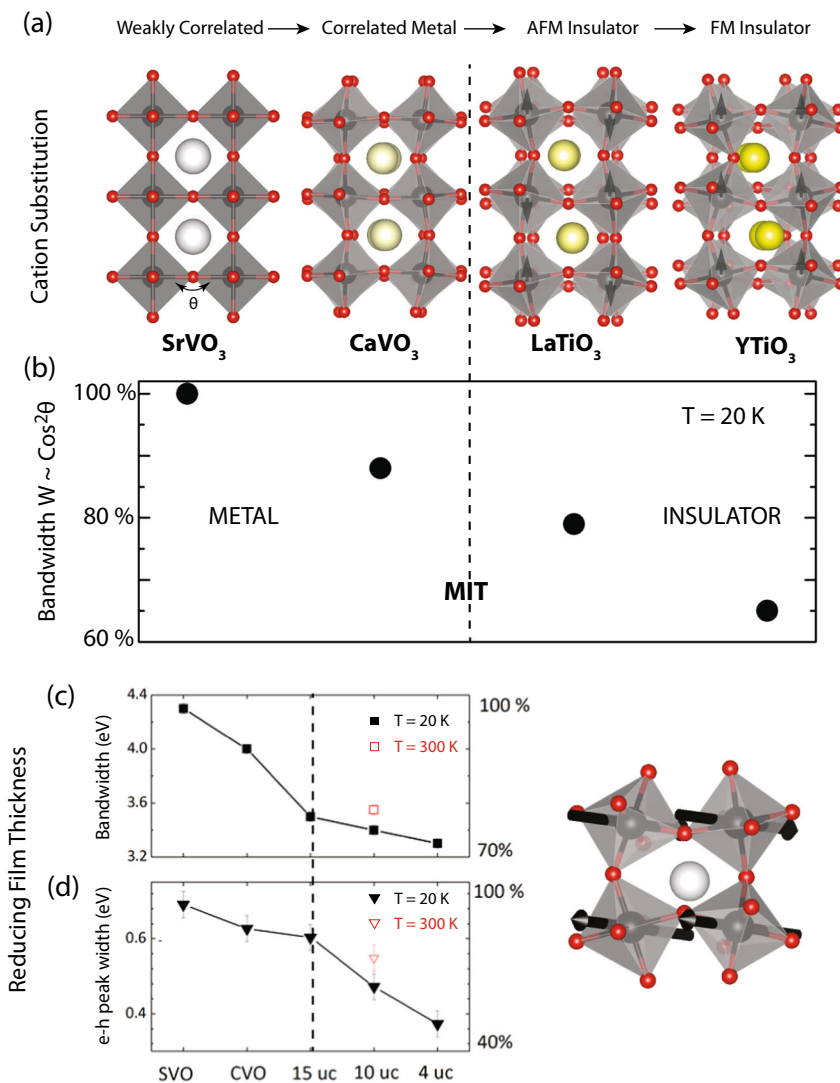 (a)
Weakly Correlated → Correlated Metal → AFM Insulator → FM Insulator
Cation Substitution
θ
SrVO₃ CaVO₃ LaTiO₃ YTiO₃
(b)
Bandwidth W ~ Cos²θ
100 %
80 %
60 %
T = 20 K
METAL
INSULATOR
MIT
Reducing Film Thickness
(c)
Bandwidth (eV)
4.4
4.0
3.6
3.2
T = 20 K
T = 300 K
100 %
70%
(d)
e-h peak width (eV)
0.6
0.4
T = 20 K
T = 300 K
100 %
40%
SVO CVO 15 uc 10 uc 4 uc